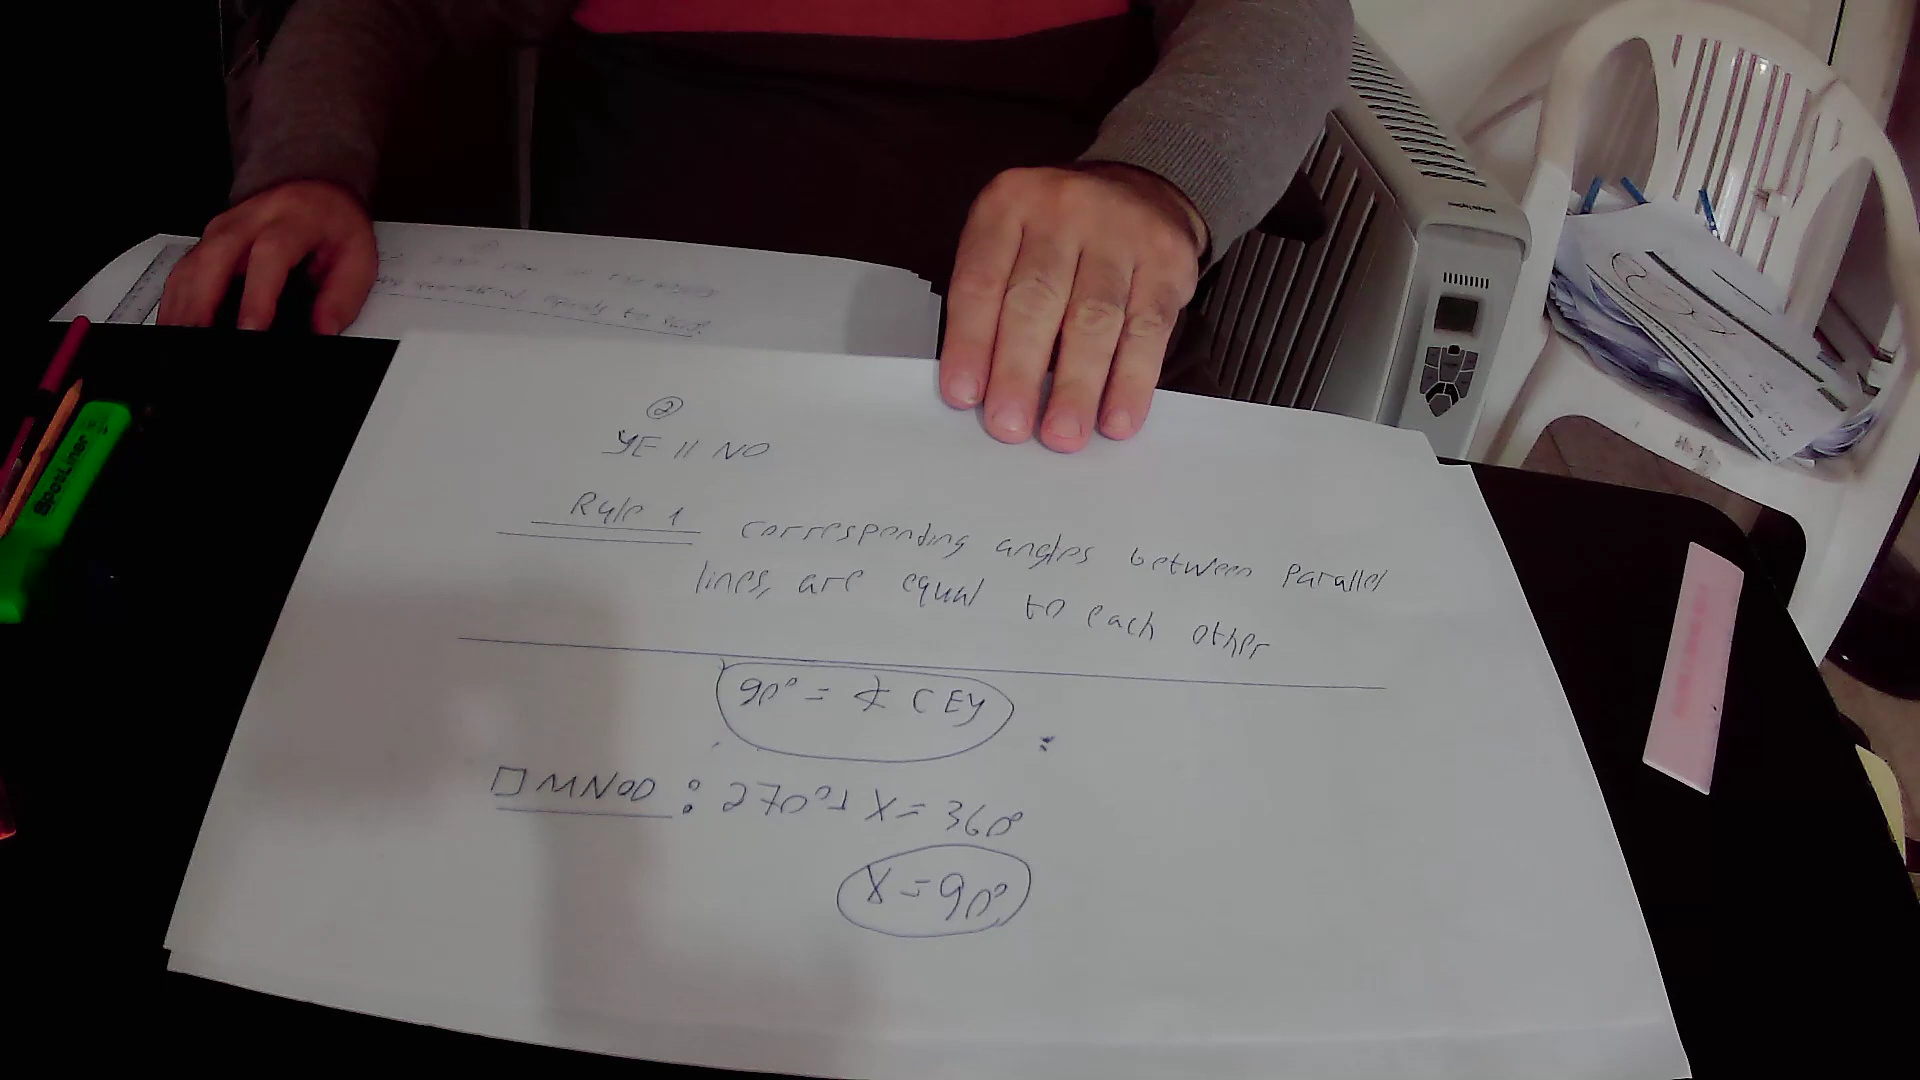 ②
YE || NO
Rule 1 corresponding angles between parallel
lines, are equal to each other
90° = ∡ CEY
□MNOD : 270°+ X = 360°
X = 90°
SpotLiner